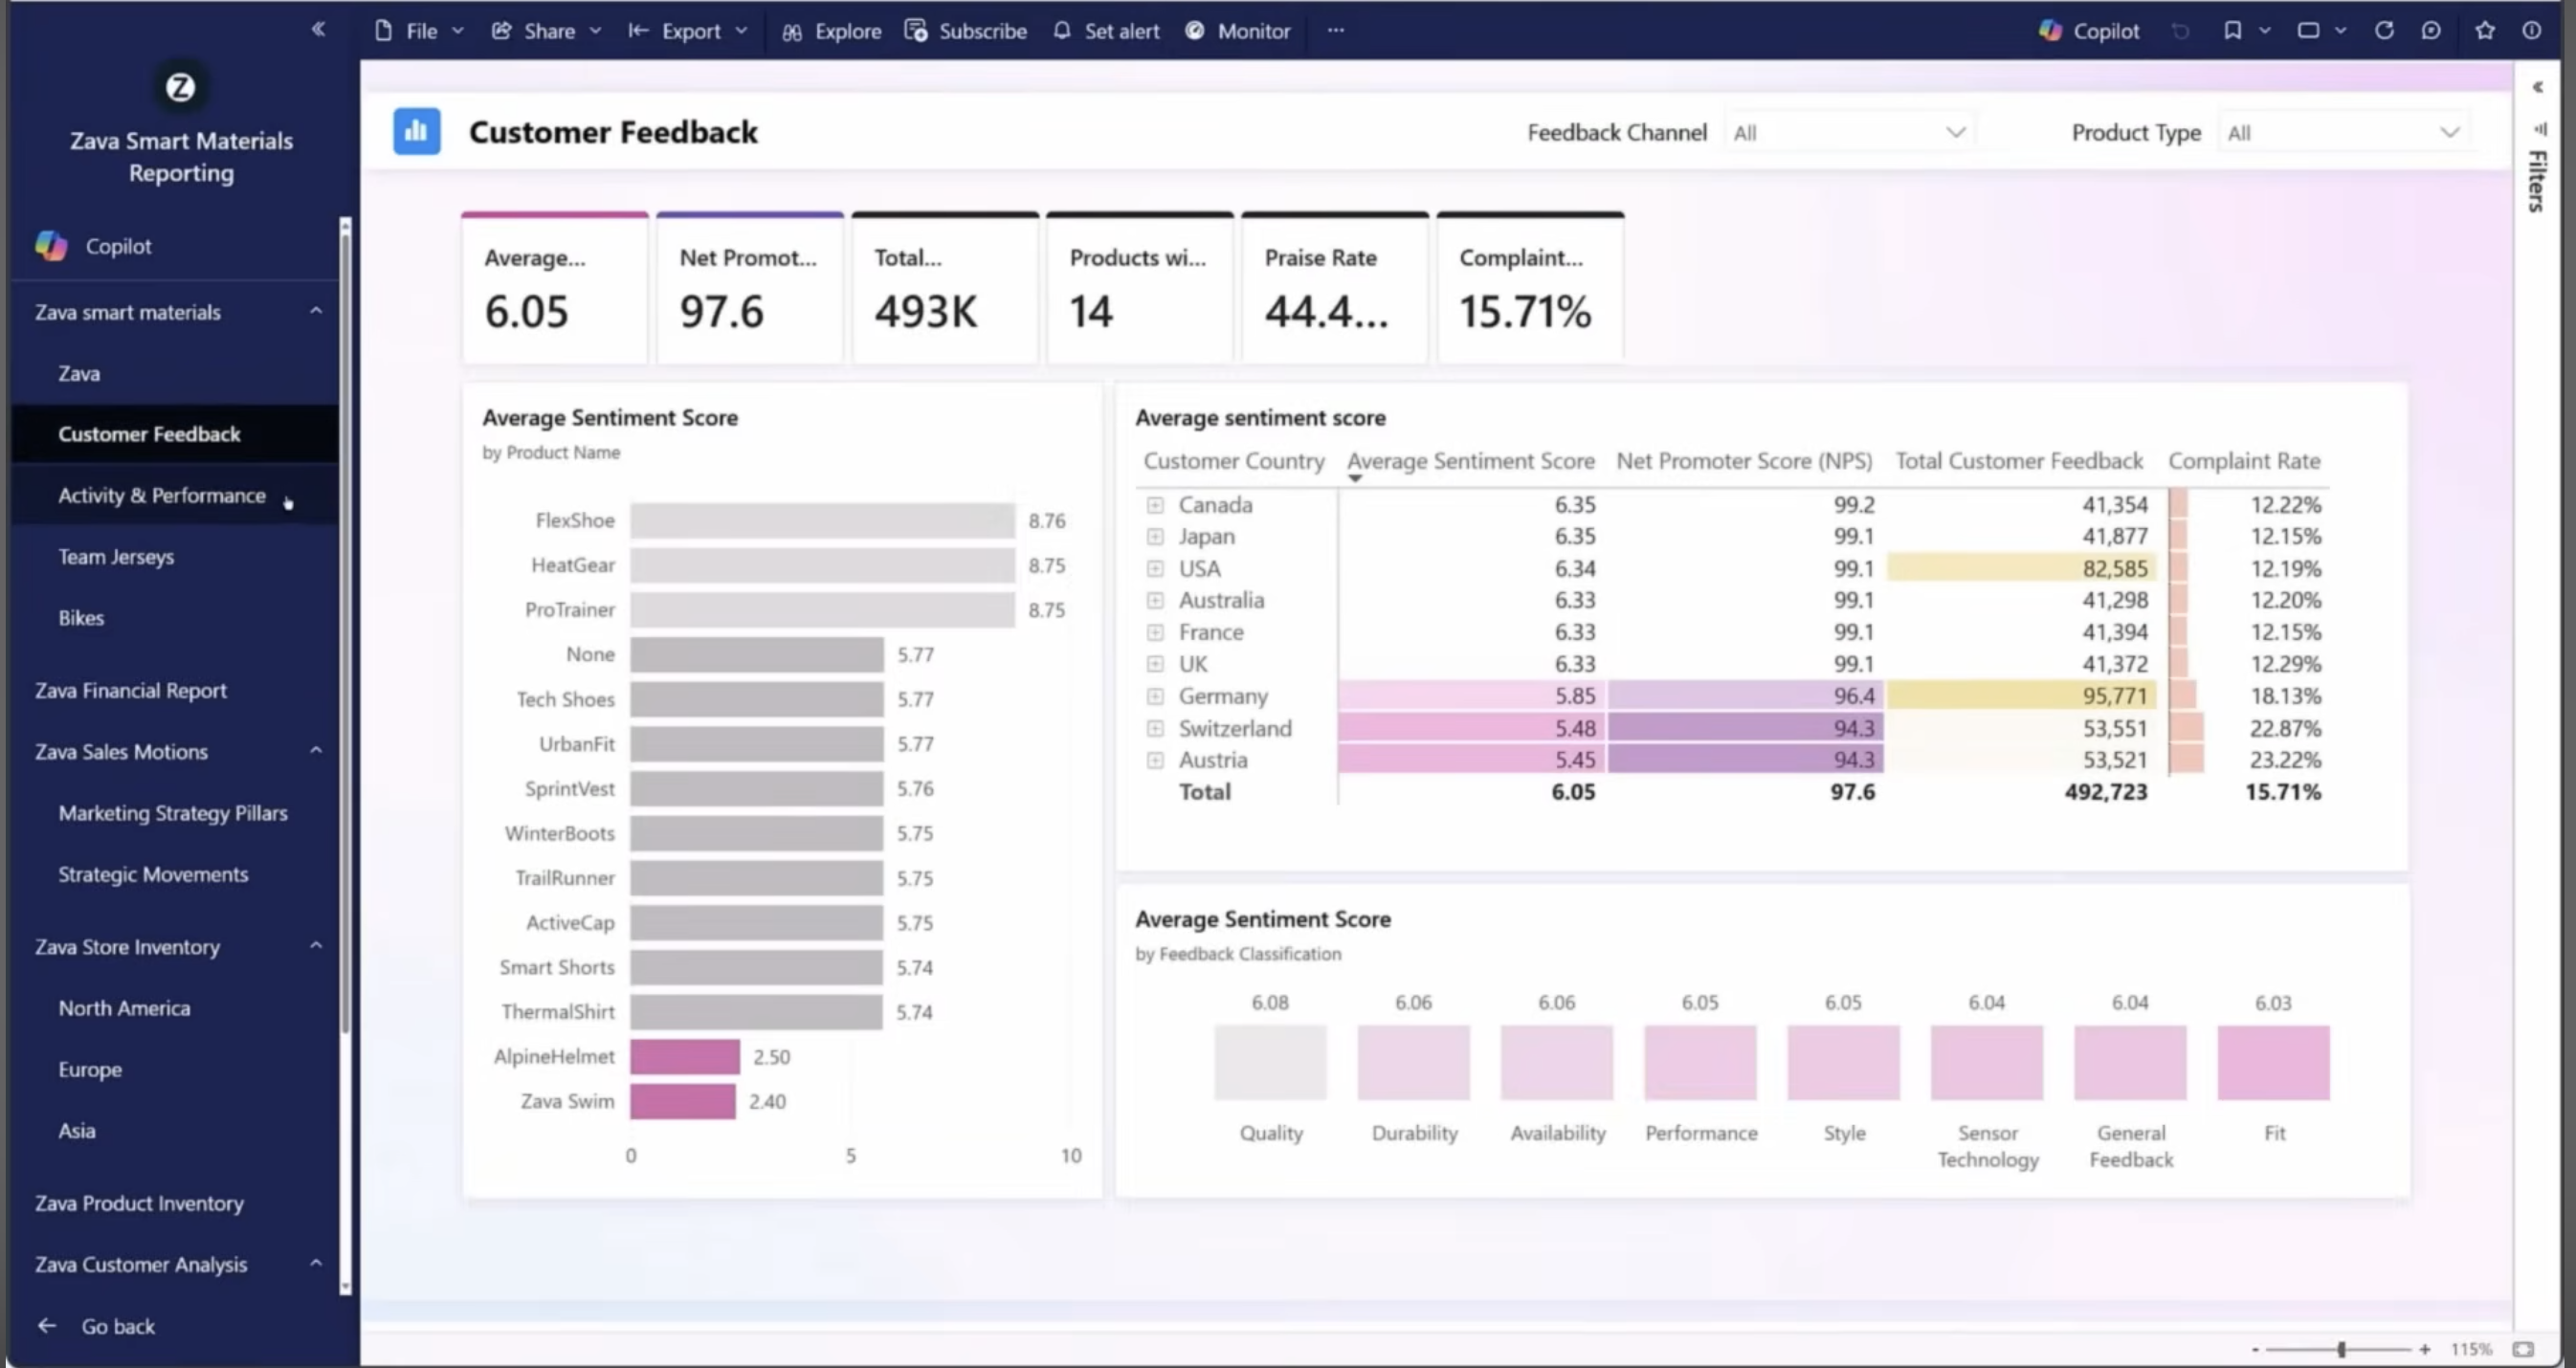 File
Share
Export
Explore
Subscribe
Set alert
Monitor
...
Copilot
Z
Zava Smart Materials
Reporting
Copilot
Zava smart materials
Zava
Customer Feedback
Activity & Performance
Team Jerseys
Bikes
Zava Financial Report
Zava Sales Motions
Marketing Strategy Pillars
Strategic Movements
Zava Store Inventory
North America
Europe
Asia
Zava Product Inventory
Zava Customer Analysis
Go back
Customer Feedback
Feedback Channel All
Product Type All
Filters
Average...
6.05
Net Promot...
97.6
Total...
493K
Products wi...
14
Praise Rate
44.4...
Complaint...
15.71%
Average Sentiment Score
by Product Name
FlexShoe 8.76
HeatGear 8.75
ProTrainer 8.75
None 5.77
Tech Shoes 5.77
UrbanFit 5.77
SprintVest 5.76
WinterBoots 5.75
TrailRunner 5.75
ActiveCap 5.75
Smart Shorts 5.74
ThermalShirt 5.74
AlpineHelmet 2.50
Zava Swim 2.40
0 5 10
Average sentiment score
Customer Country Average Sentiment Score Net Promoter Score (NPS) Total Customer Feedback Complaint Rate
Canada 6.35 99.2 41,354 12.22%
Japan 6.35 99.1 41,877 12.15%
USA 6.34 99.1 82,585 12.19%
Australia 6.33 99.1 41,298 12.20%
France 6.33 99.1 41,394 12.15%
UK 6.33 99.1 41,372 12.29%
Germany 5.85 96.4 95,771 18.13%
Switzerland 5.48 94.3 53,551 22.87%
Austria 5.45 94.3 53,521 23.22%
Total 6.05 97.6 492,723 15.71%
Average Sentiment Score
by Feedback Classification
6.08 6.06 6.06 6.05 6.05 6.04 6.04 6.03
Quality Durability Availability Performance Style Sensor General Fit
Technology Feedback
- + 115%